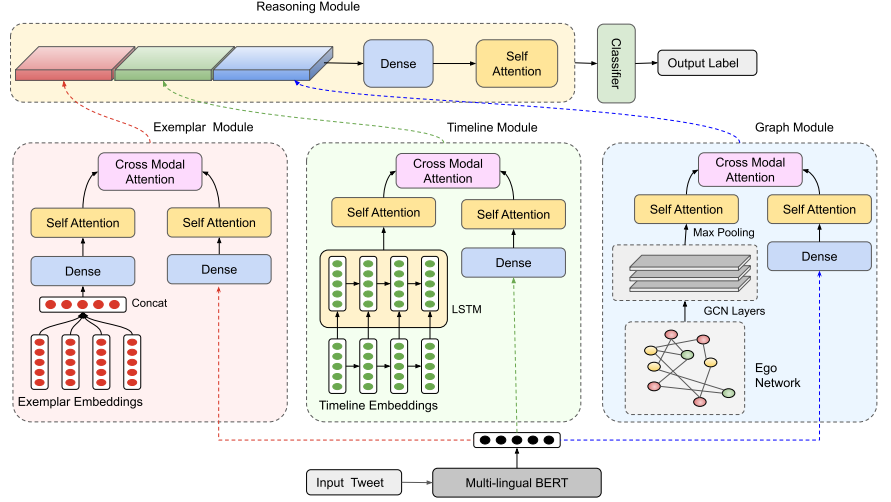 Reasoning Module
Dense
Self
Attention
Classifier
Output Label
Exemplar Module
Timeline Module
Graph Module
Cross Modal
Attention
Self Attention
Self Attention
Dense
Dense
Concat
Exemplar Embeddings
Cross Modal
Attention
Self Attention
Self Attention
Dense
LSTM
Timeline Embeddings
Cross Modal
Attention
Self Attention
Self Attention
Max Pooling
Dense
GCN Layers
Ego
Network
Input Tweet
Multi-lingual BERT